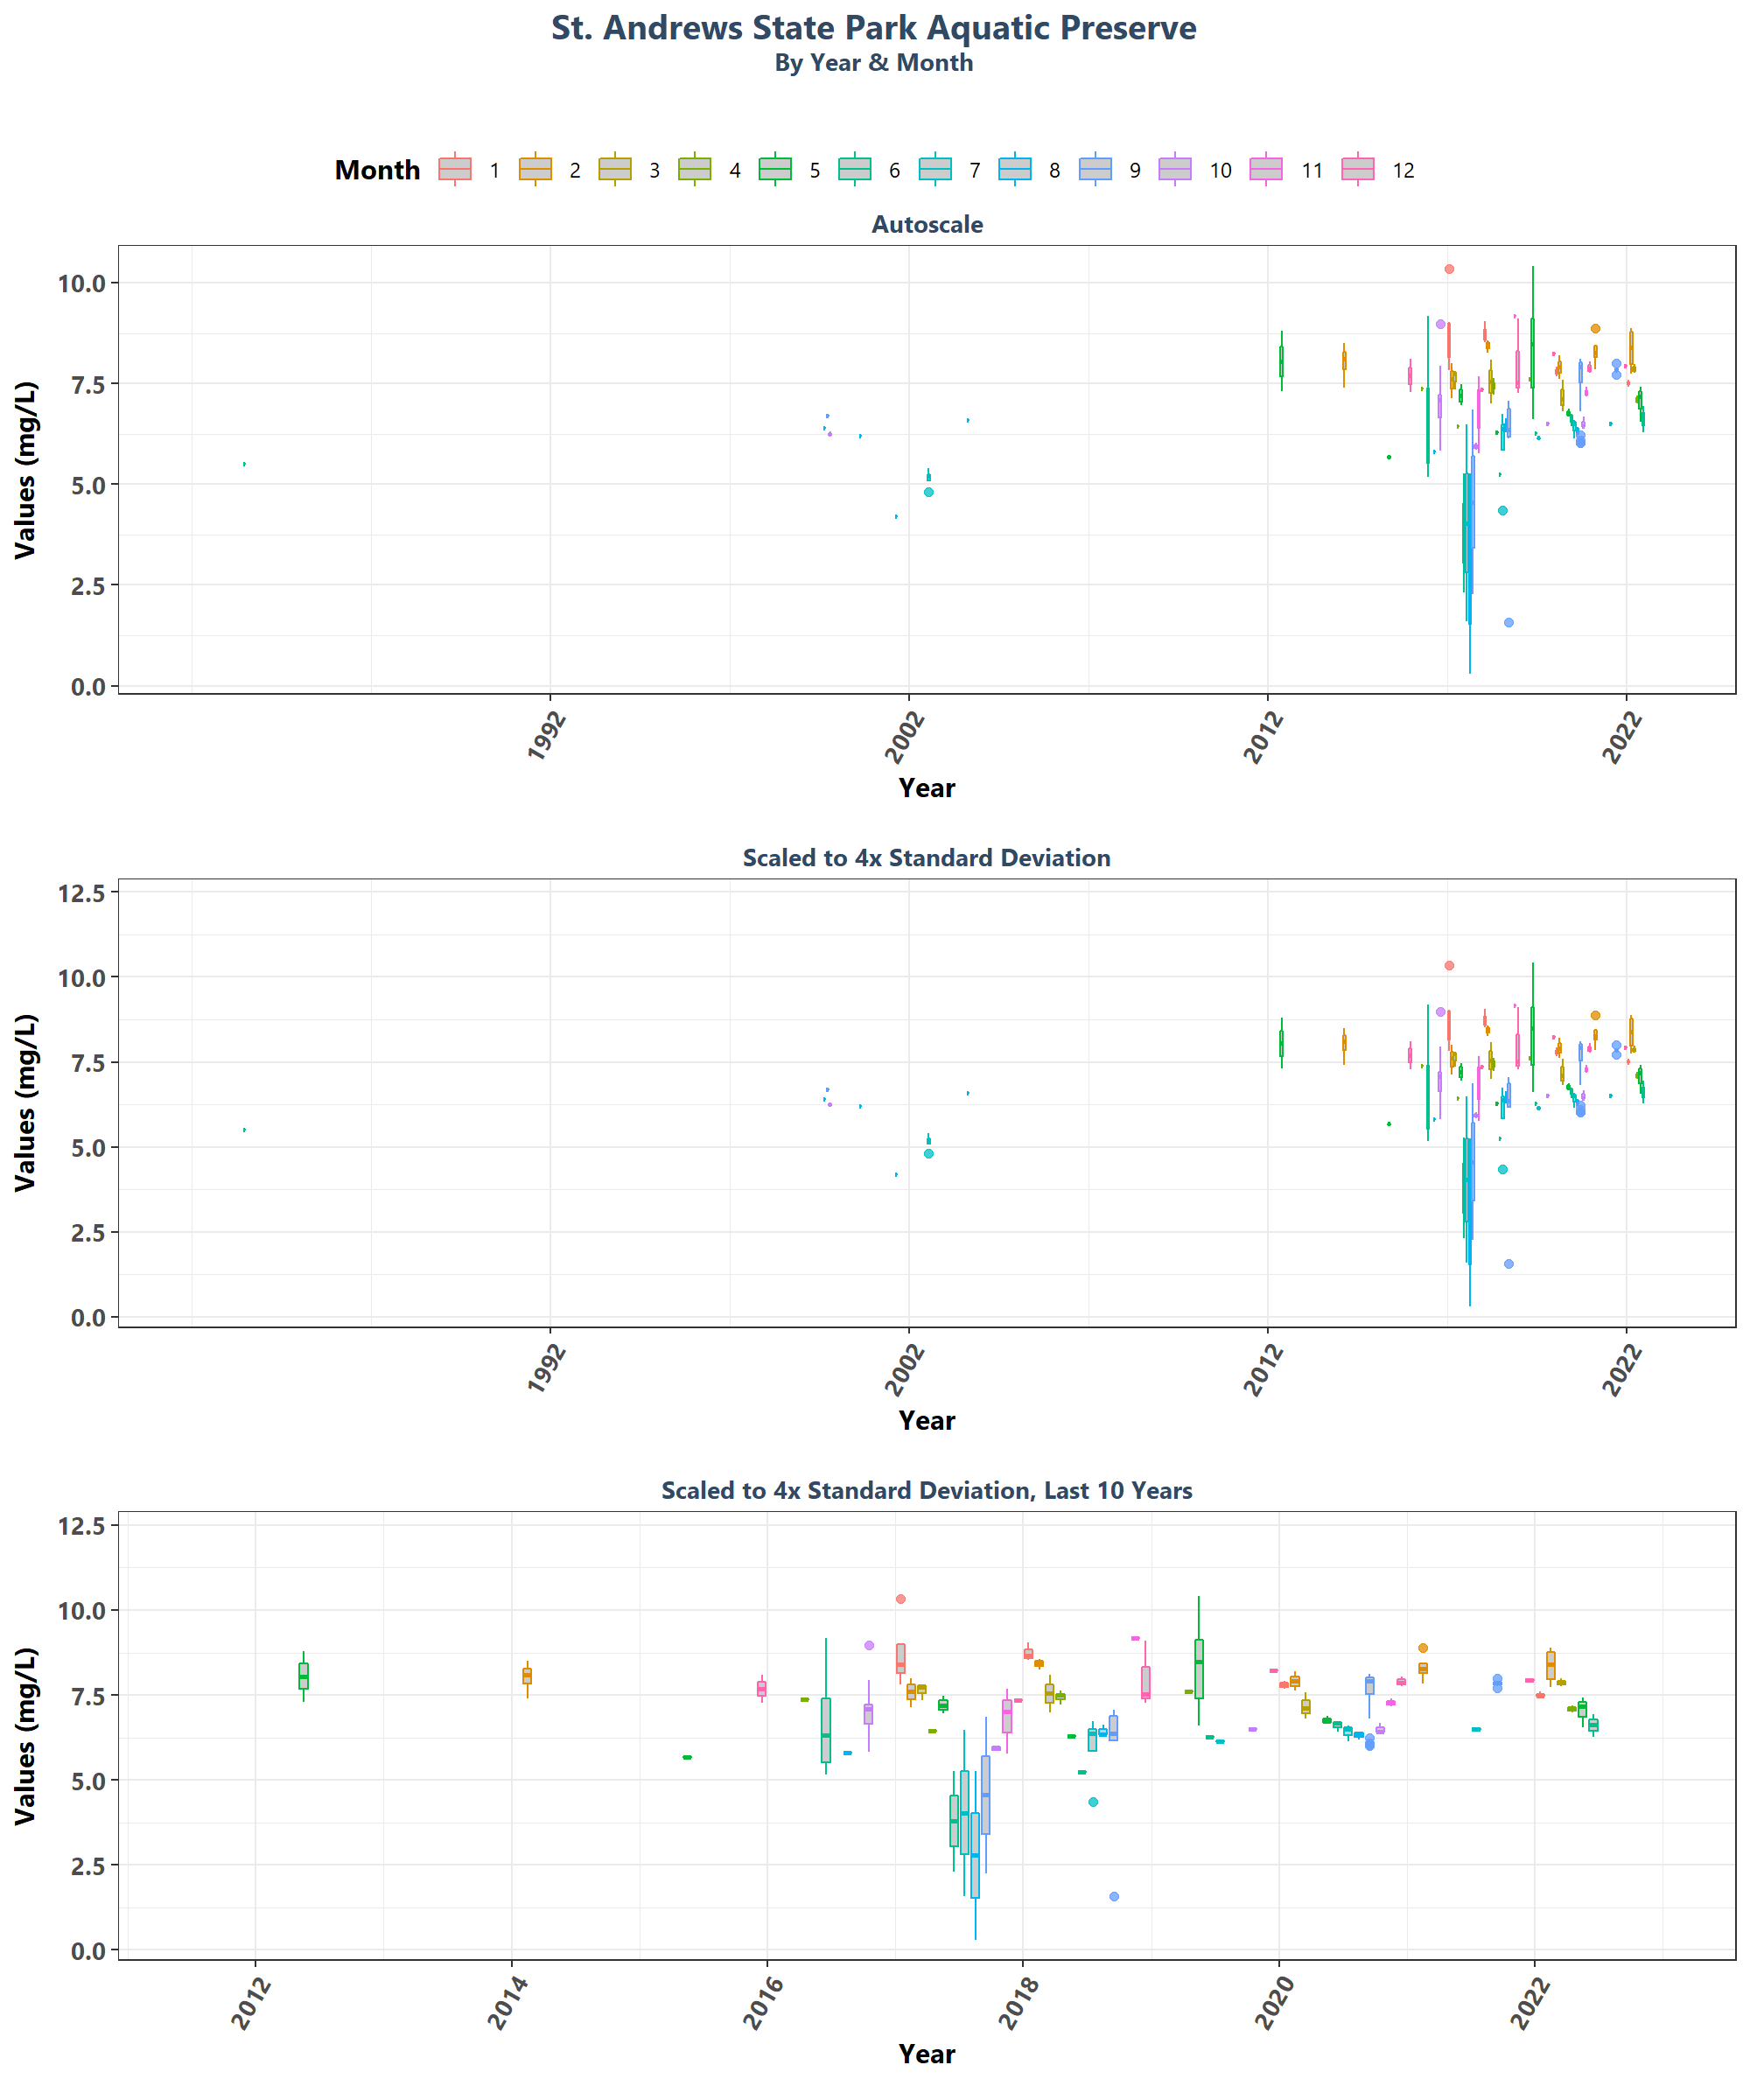 St. Andrews State Park Aquatic Preserve
By Year & Month
Month 1 2 3 4 5 6 7 8 9 10 11 12
Autoscale
10.0
7.5
5.0
2.5
0.0
Values (mg/L)
1992 2002 2012 2022
Year
Scaled to 4x Standard Deviation
12.5
10.0
7.5
5.0
2.5
0.0
Values (mg/L)
1992 2002 2012 2022
Year
Scaled to 4x Standard Deviation, Last 10 Years
12.5
10.0
7.5
5.0
2.5
0.0
Values (mg/L)
2012 2014 2016 2018 2020 2022
Year